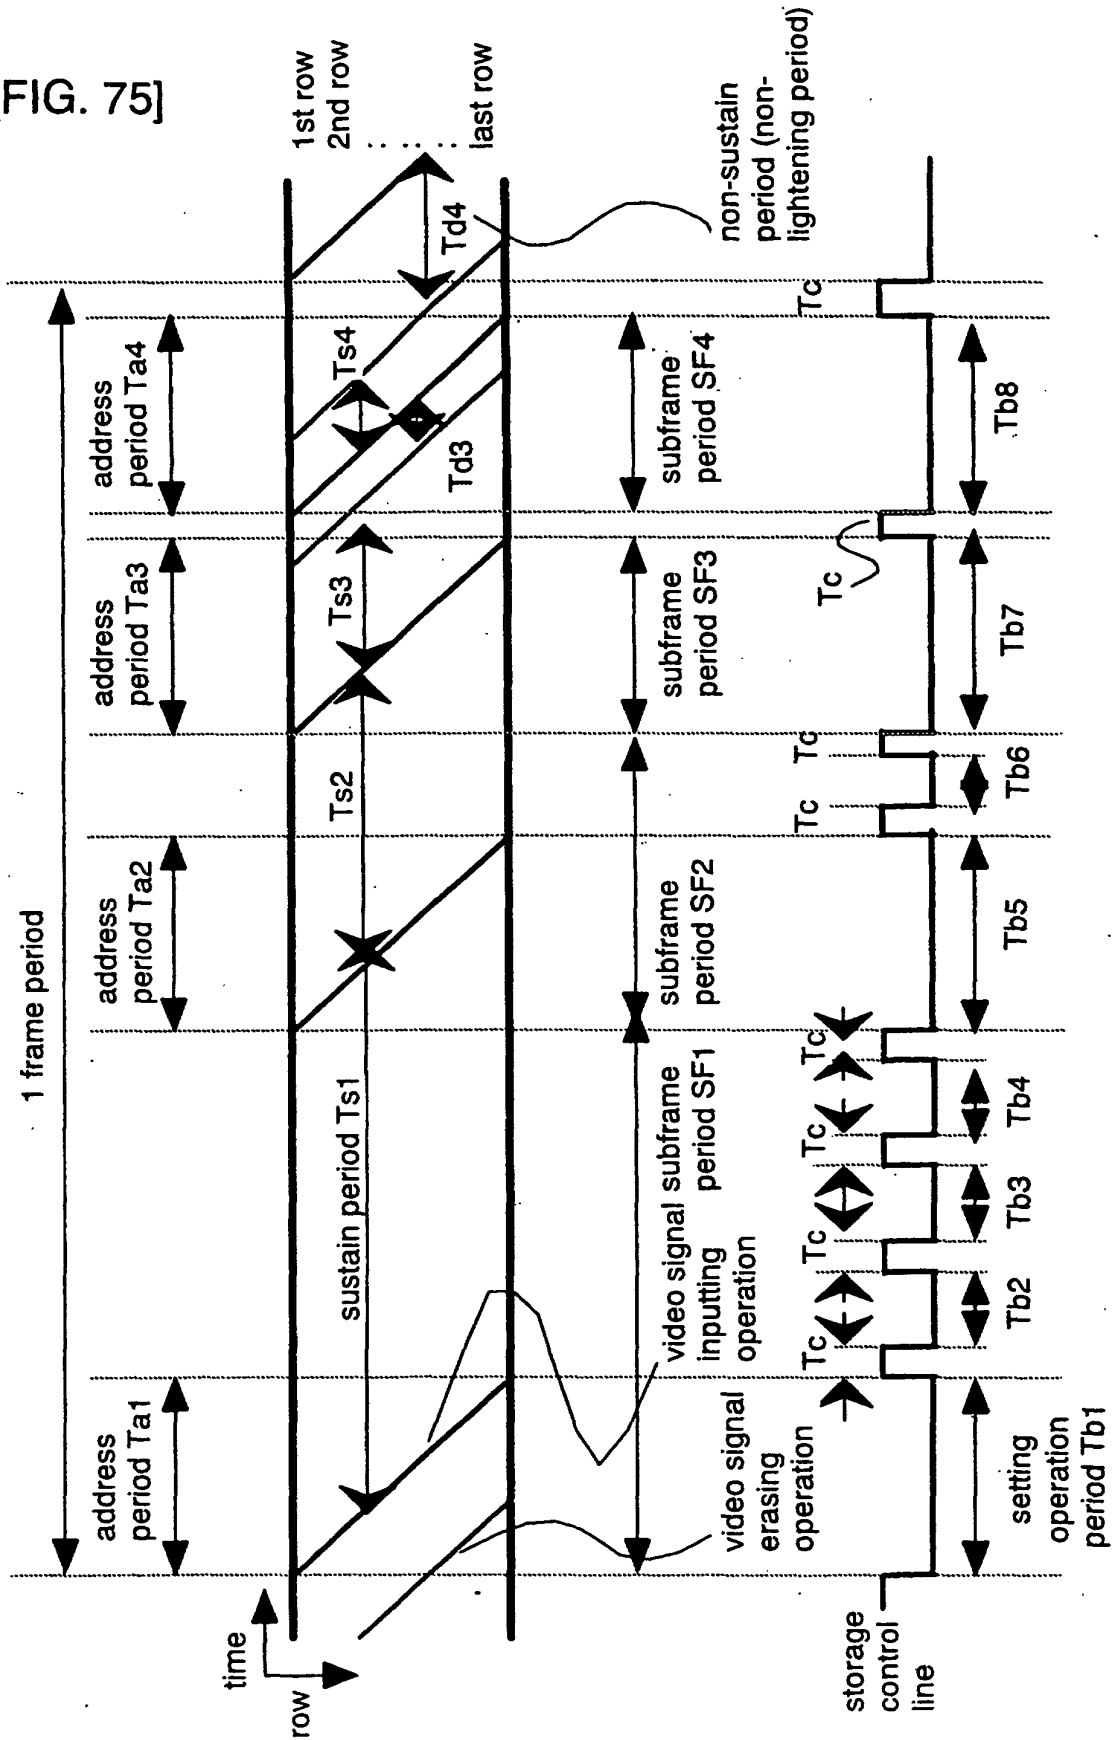 [FIG. 75]
1 frame period
address
period Ta1
address
period Ta2
address
period Ta3
address
period Ta4
time
row
1st row
2nd row
last row
sustain period Ts1
Ts2
Ts3
Ts4
Td3
Td4
non-sustain
period (non-
lightening period)
video signal
erasing
operation
video signal
inputting
operation
subframe
period SF1
subframe
period SF2
subframe
period SF3
subframe
period SF4
storage
control
line
Tc
Tc
Tc
Tc
Tc
Tc
Tc
Tc
setting
operation
period Tb1
Tb2
Tb3
Tb4
Tb5
Tb6
Tb7
Tb8